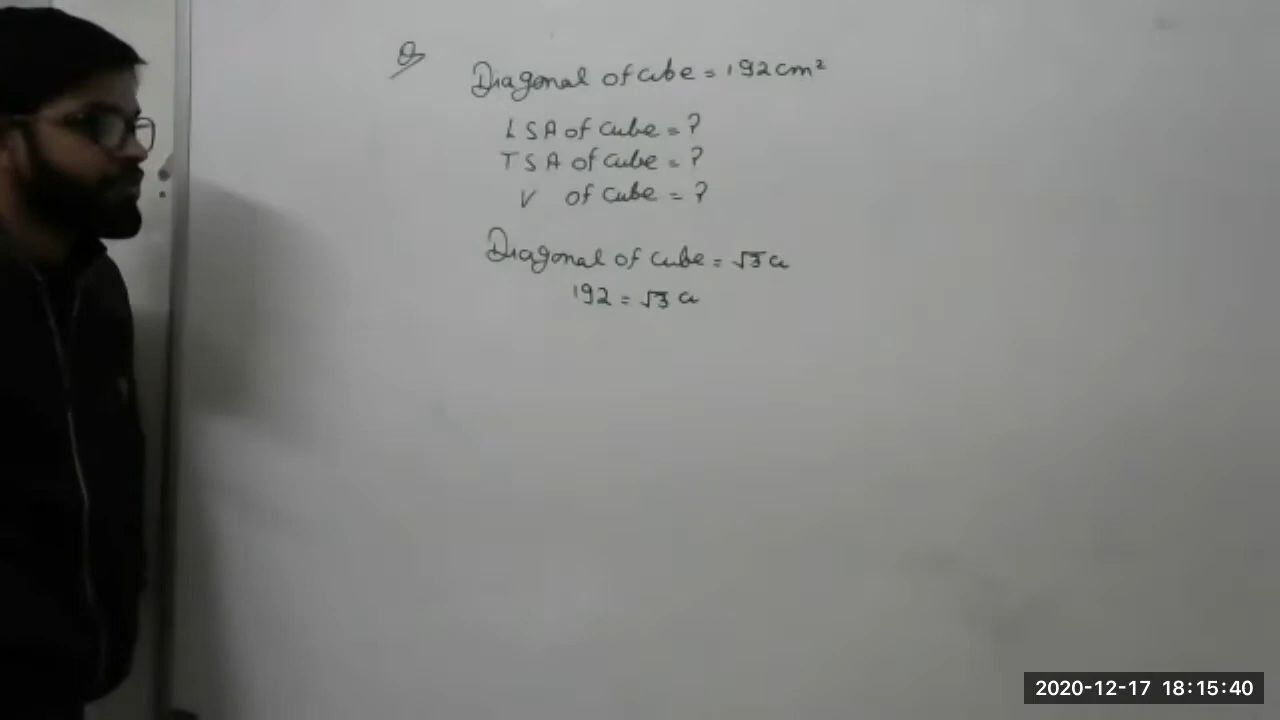 Q
Diagonal of cube = 192 cm²
LSA of cube = ?
TSA of cube = ?
V of cube = ?
Diagonal of cube = √3 a
192 = √3 a
2020-12-17 18:15:40